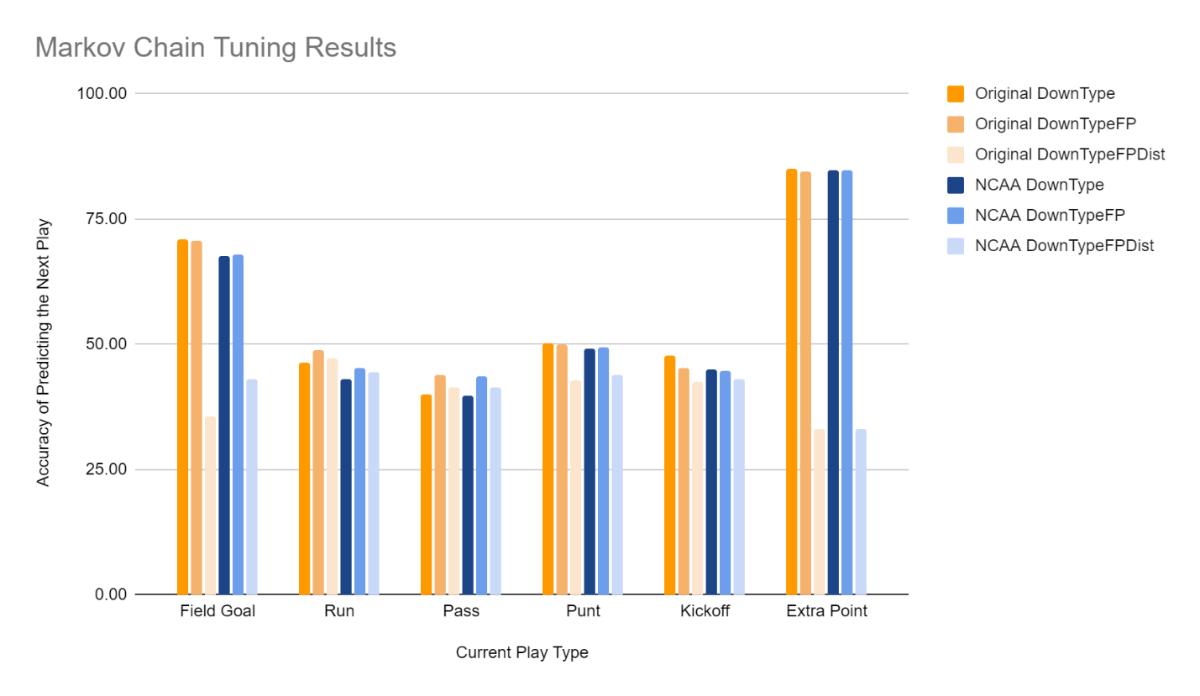 Markov Chain Tuning Results
100.00
75.00
50.00
25.00
0.00
Accuracy of Predicting the Next Play
Field Goal
Run
Pass
Punt
Kickoff
Extra Point
Current Play Type
Original DownType
Original DownTypeFP
Original DownTypeFPDist
NCAA DownType
NCAA DownTypeFP
NCAA DownTypeFPDist